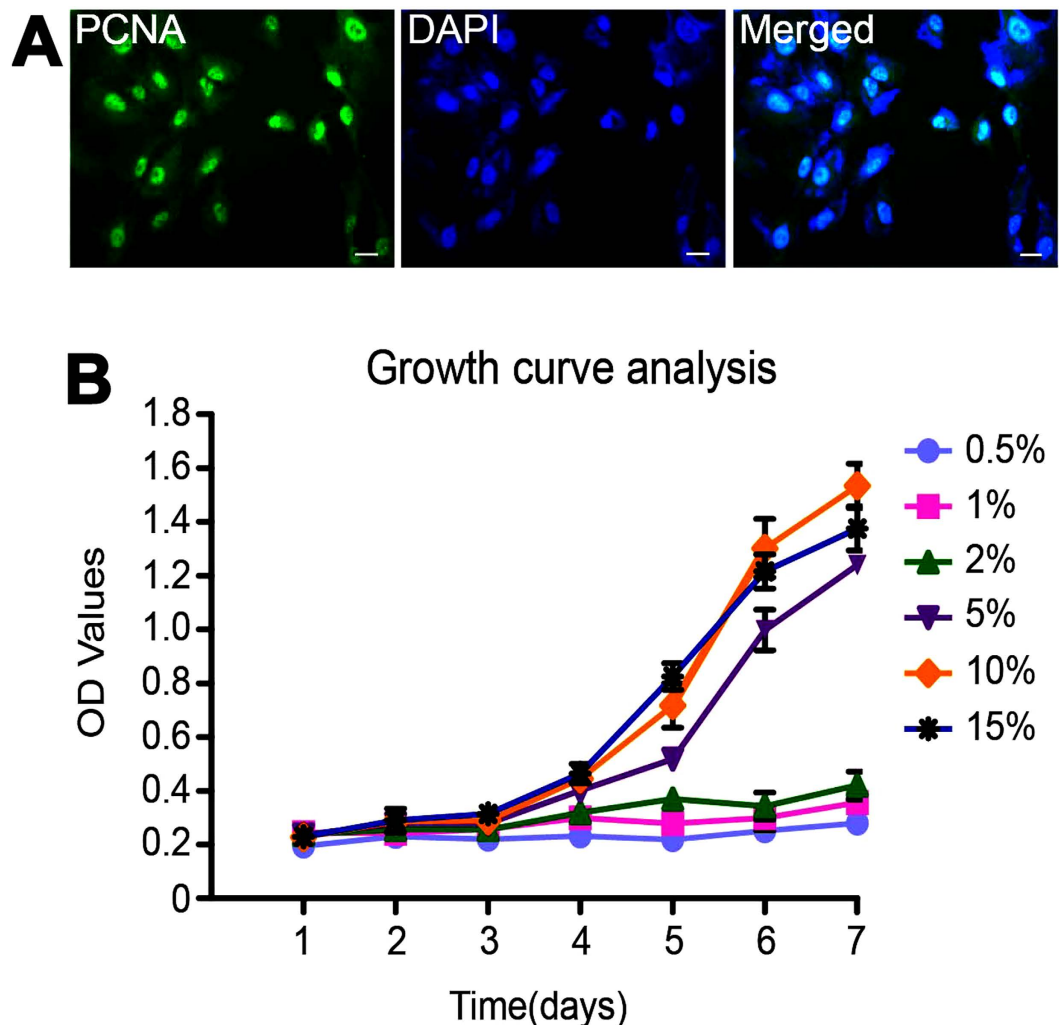 A
PCNA
DAPI
Merged
B
Growth curve analysis
OD Values
1.8
1.6
1.4
1.2
1.0
0.8
0.6
0.4
0.2
0
1 2 3 4 5 6 7
Time(days)
0.5%
1%
2%
5%
10%
15%